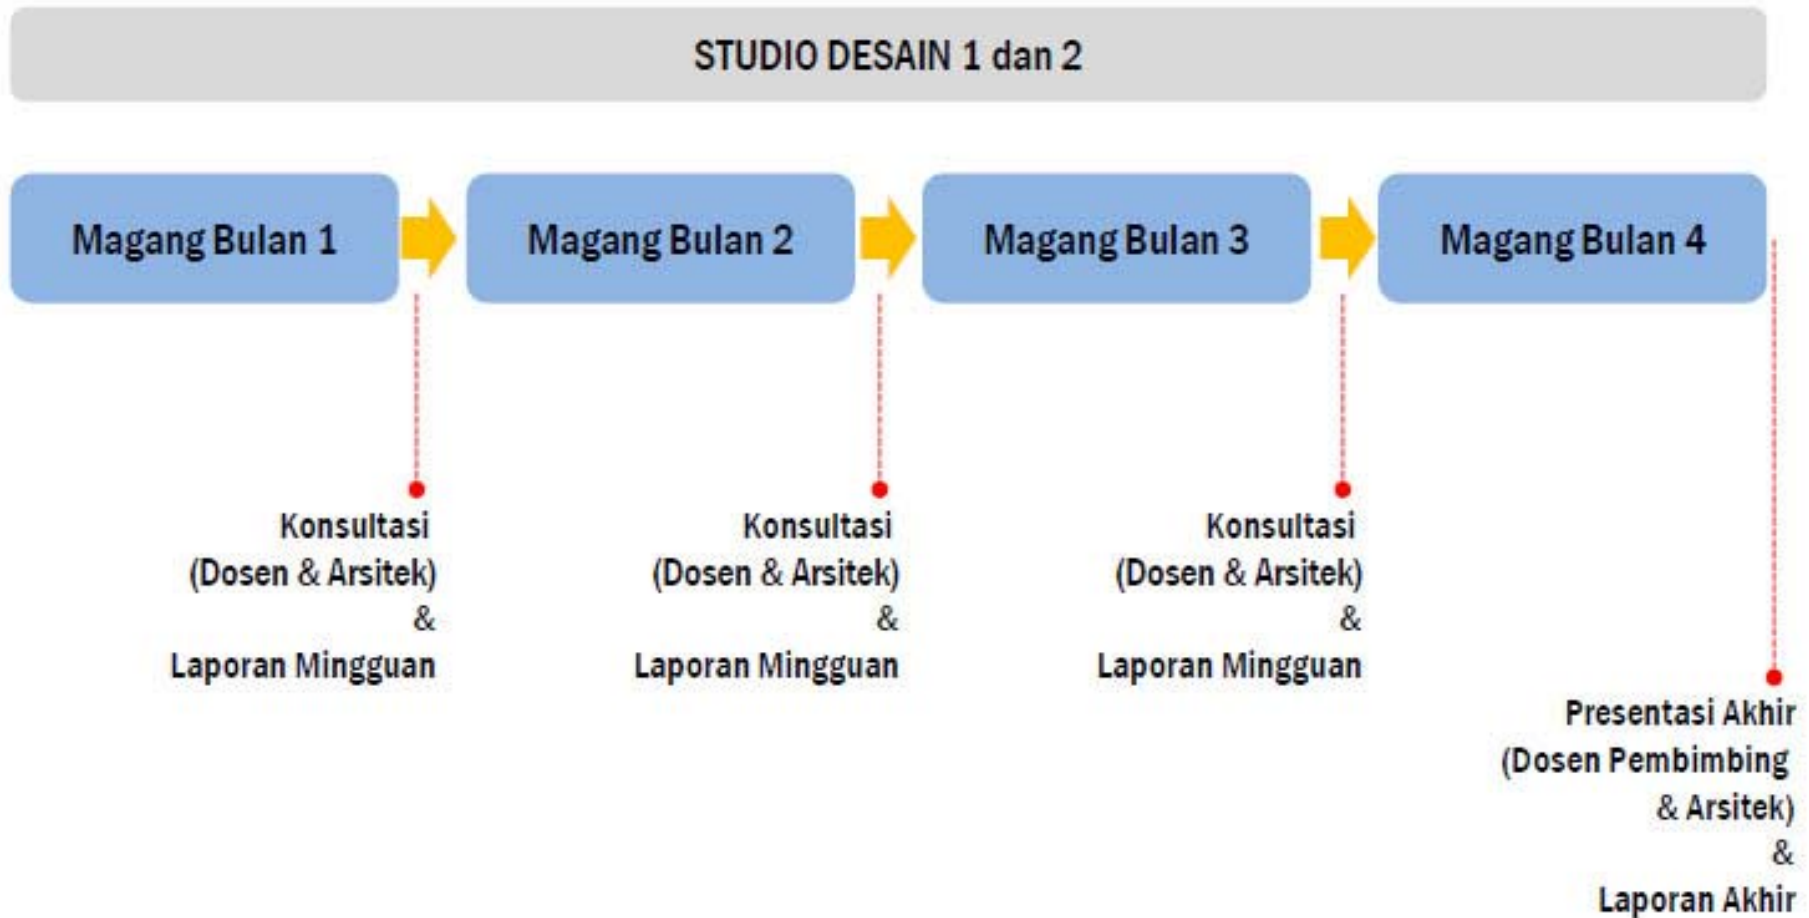 STUDIO DESAIN 1 dan 2
Magang Bulan 1
Magang Bulan 2
Magang Bulan 3
Magang Bulan 4
Konsultasi
(Dosen & Arsitek)
&
Laporan Mingguan
Konsultasi
(Dosen & Arsitek)
&
Laporan Mingguan
Konsultasi
(Dosen & Arsitek)
&
Laporan Mingguan
Presentasi Akhir
(Dosen Pembimbing
& Arsitek)
&
Laporan Akhir